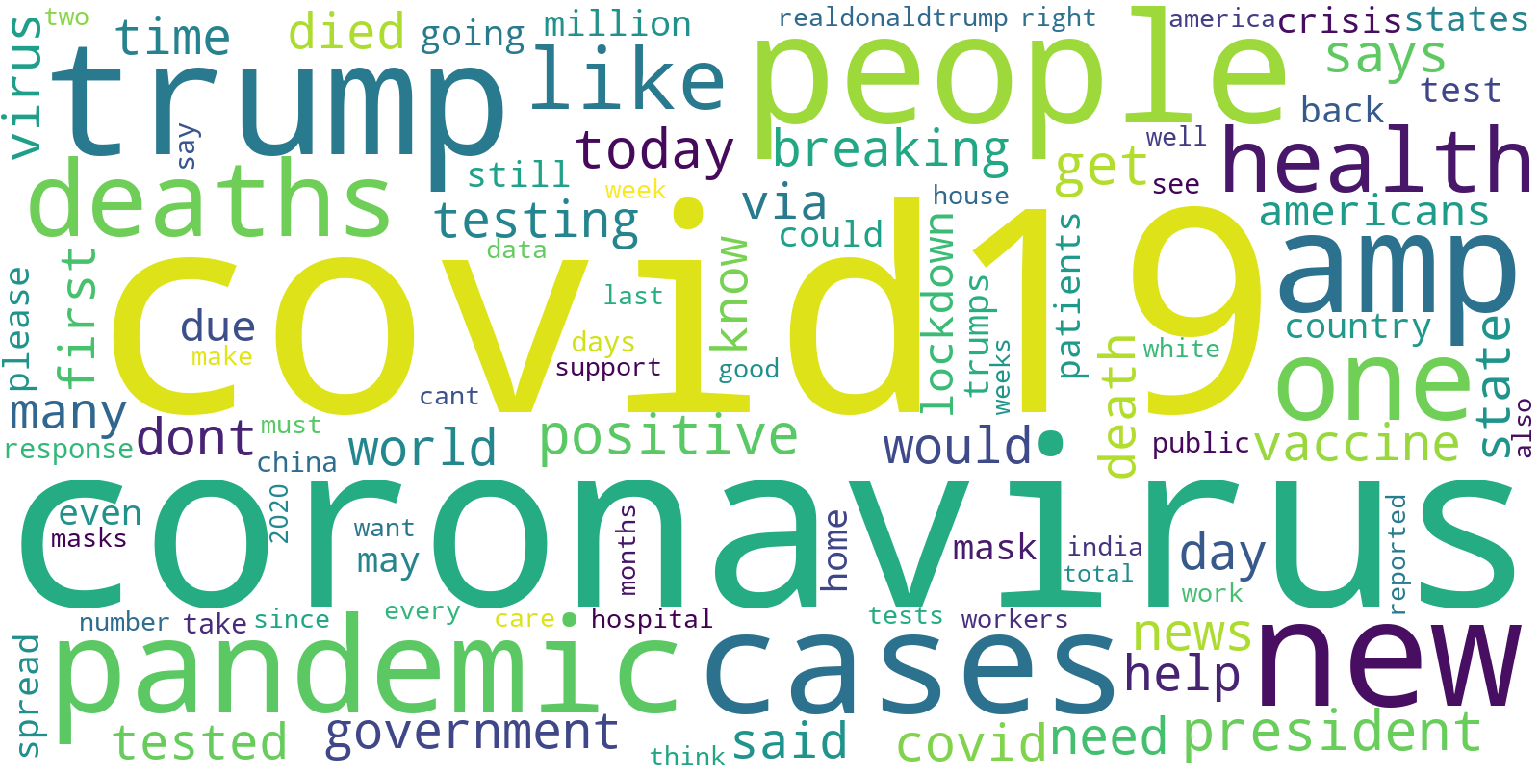 two
time
died
going
million
realdonaldtrump
right
america
crisis
states
virus
trump
like
people
says
test
back
say
today
breaking
get
well
health
deaths
still
week
via
house
see
americans
testing
could
covid19
amp
data
know
lockdown
patients
please
first
last
trumps
country
due
make
days
support
good
weeks
death
white
one
state
many
cant
also
response
dont
must
china
world
positive
would
public
vaccine
coronavirus
even
masks
2020
want
may
months
home
mask
india
total
day
work
reported
number
take
since
every
care
hospital
tests
workers
spread
pandemic
cases
news
help
new
tested
government
think
said
covid
need
president